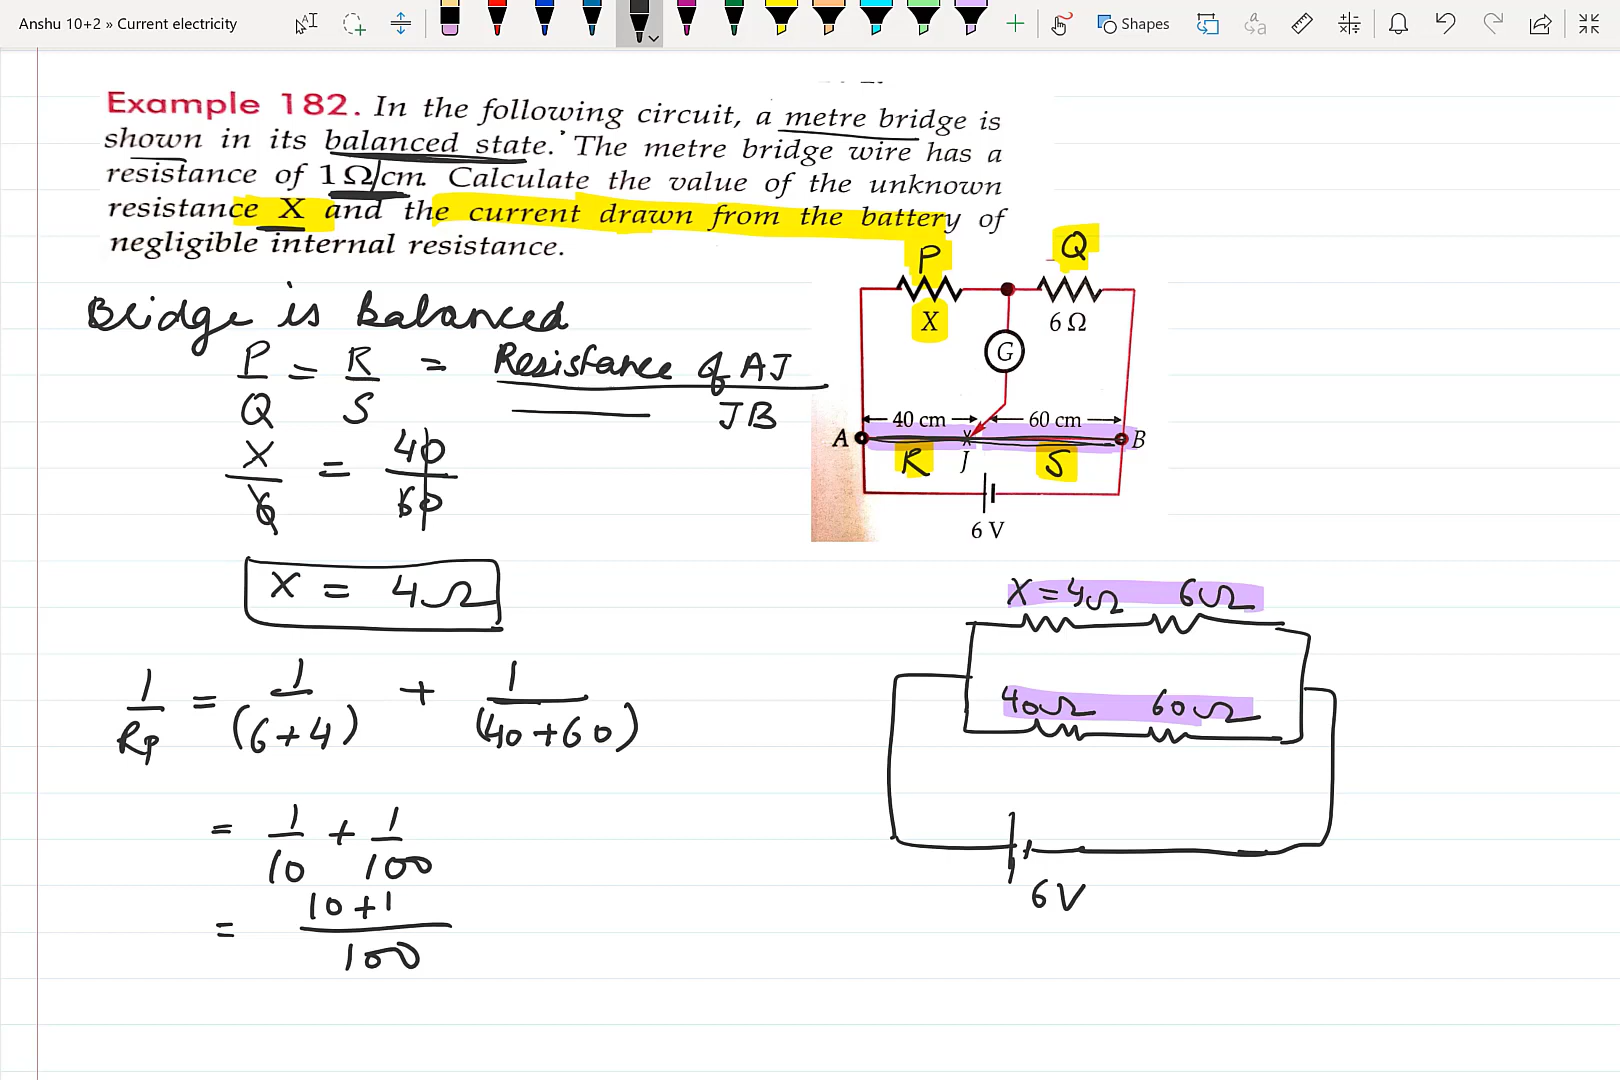 Anshu 10+2 » Current electricity
Shapes
Example 182. In the following circuit, a metre bridge is
shown in its balanced state. The metre bridge wire has a
resistance of 1 Ω/cm. Calculate the value of the unknown
resistance X and the current drawn from the battery of
negligible internal resistance.
P Q
X 6 Ω
G
40 cm 60 cm
A B
R J S
6 V
Bridge is balanced
P/Q = R/S = Resistance of AJ / —— JB
X/6 = 40/60
X = 4Ω
1/Rp = 1/(6+4) + 1/(40+60)
= 1/10 + 1/100
= 10+1/100
X = 4Ω 6Ω
40Ω 60Ω
6V